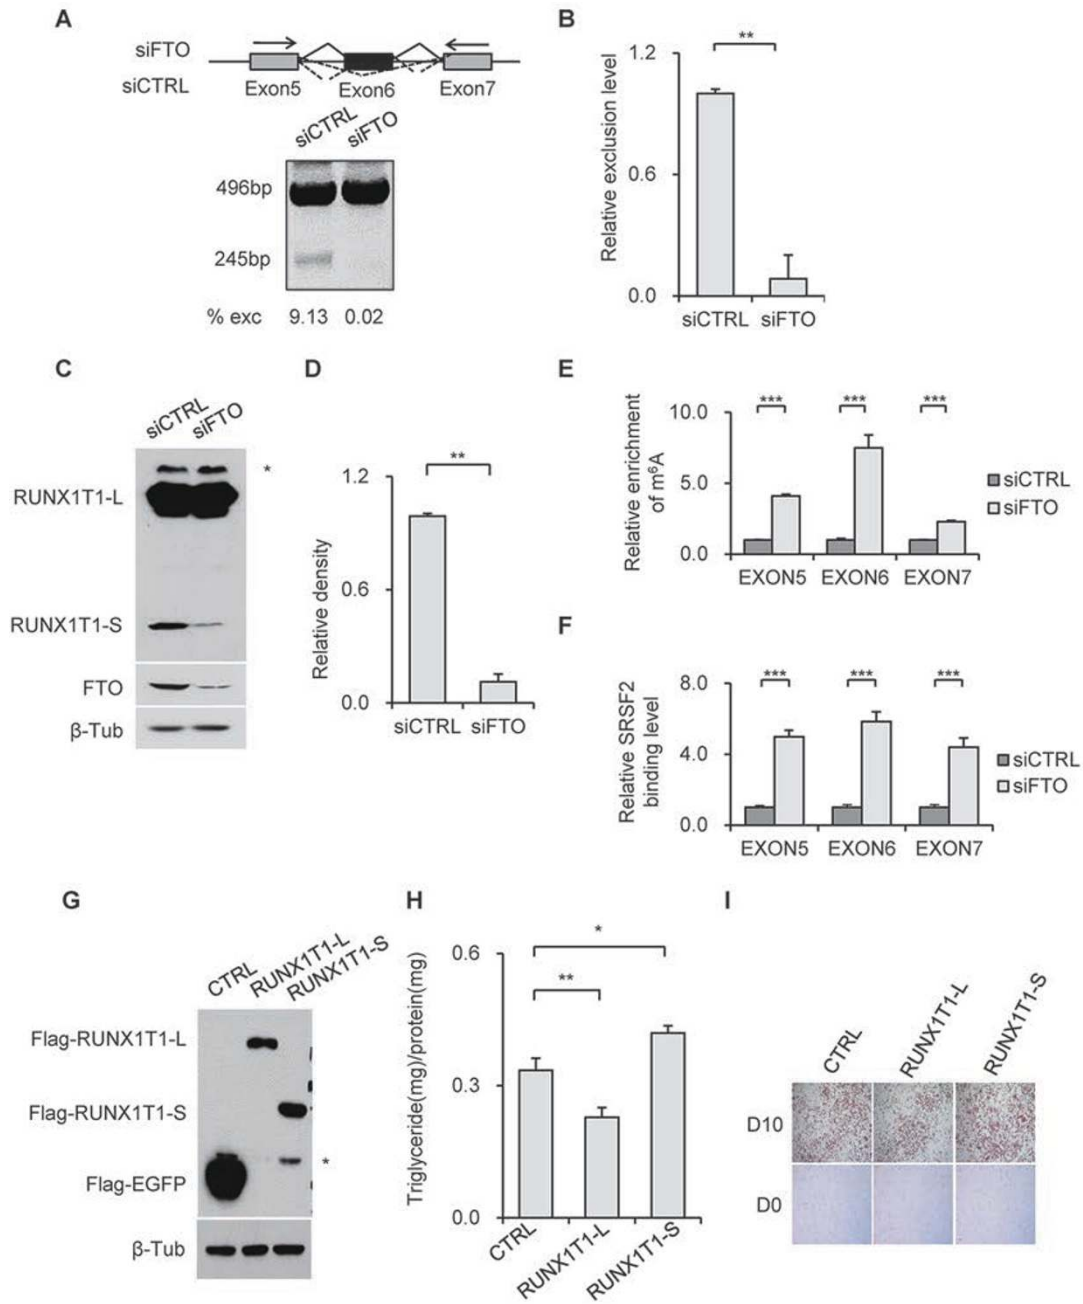 A
siFTO
siCTRL
Exon5 Exon6 Exon7
siCTRL siFTO
496bp
245bp
% exc 9.13 0.02
B
Relative exclusion level
1.2
0.6
0.0
**
siCTRL siFTO
C
siCTRL siFTO
*
RUNX1T1-L
RUNX1T1-S
FTO
β-Tub
D
Relative density
1.2
0.6
0.0
**
siCTRL siFTO
E
Relative enrichment
of m⁶A
10.0
5.0
0.0
*** *** ***
EXON5 EXON6 EXON7
siCTRL
siFTO
F
Relative SRSF2
binding level
8.0
4.0
0.0
*** *** ***
EXON5 EXON6 EXON7
siCTRL
siFTO
G
CTRL RUNX1T1-L RUNX1T1-S
Flag-RUNX1T1-L
Flag-RUNX1T1-S
*
Flag-EGFP
β-Tub
H
Triglyceride(mg)/protein(mg)
0.6
0.3
0.0
*
**
CTRL RUNX1T1-L RUNX1T1-S
I
CTRL RUNX1T1-L RUNX1T1-S
D10
D0